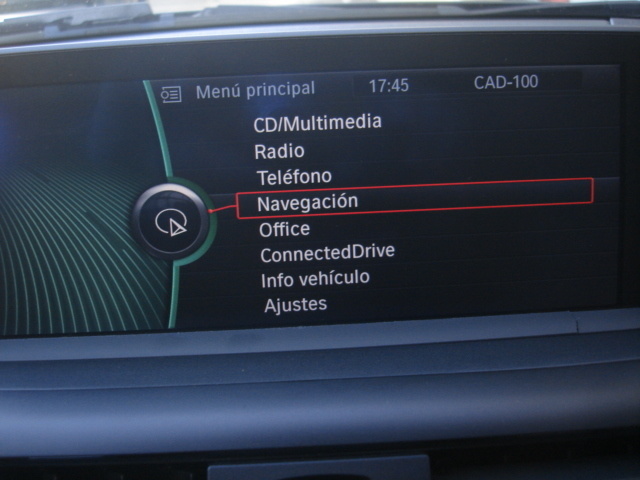 Menú principal 17:45 CAD-100
CD/Multimedia
Radio
Teléfono
Navegación
Office
ConnectedDrive
Info vehículo
Ajustes